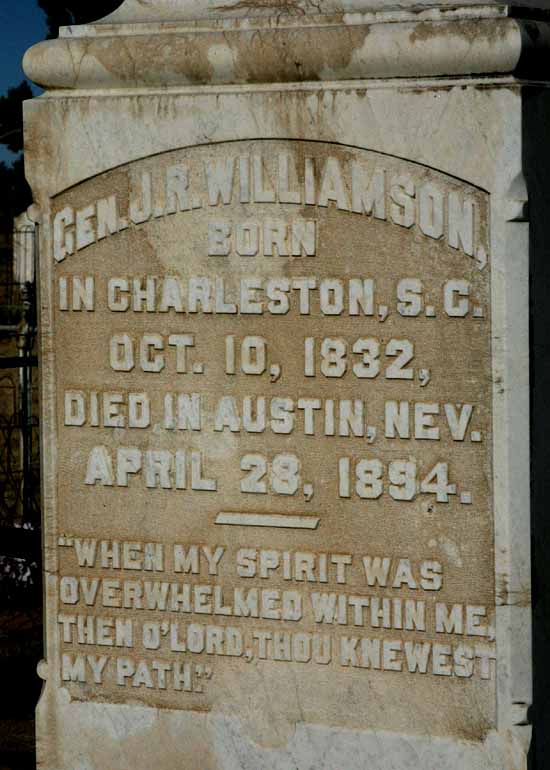 GEN. J. R. WILLIAMSON,
BORN
IN CHARLESTON, S. C.
OCT. 10, 1832,
DIED IN AUSTIN, NEV.
APRIL 28, 1894.
"WHEN MY SPIRIT WAS
OVERWHELMED WITHIN ME,
THEN O'LORD, THOU KNEWEST
MY PATH."